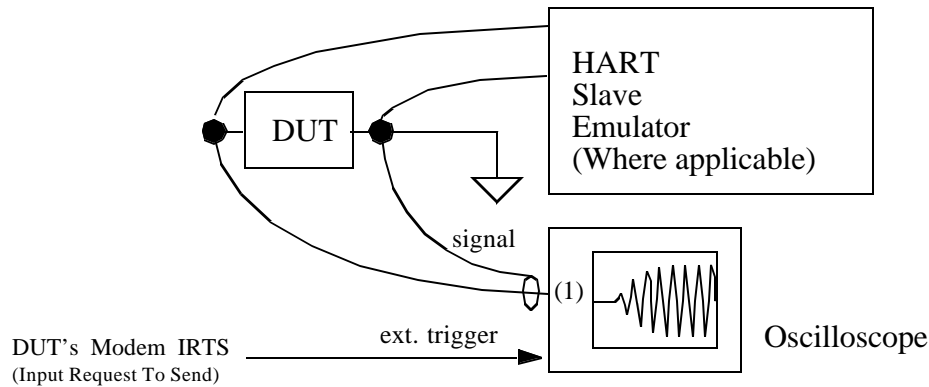 HART
Slave
Emulator
(Where applicable)
DUT
signal
(1)
ext. trigger
Oscilloscope
DUT's Modem IRTS
(Input Request To Send)